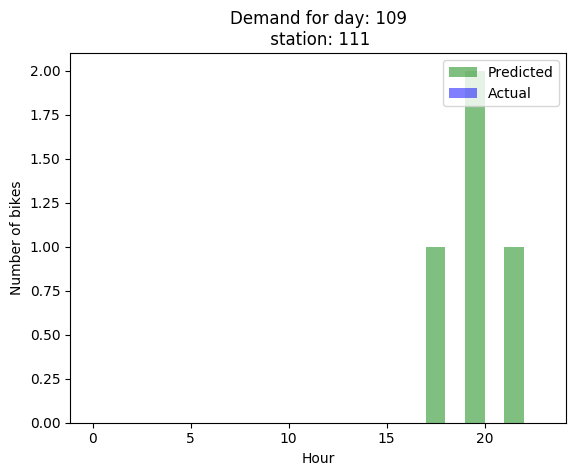 Demand for day: 109
station: 111
Predicted
Actual
2.00
1.75
1.50
1.25
1.00
0.75
0.50
0.25
0.00
Number of bikes
0 5 10 15 20
Hour